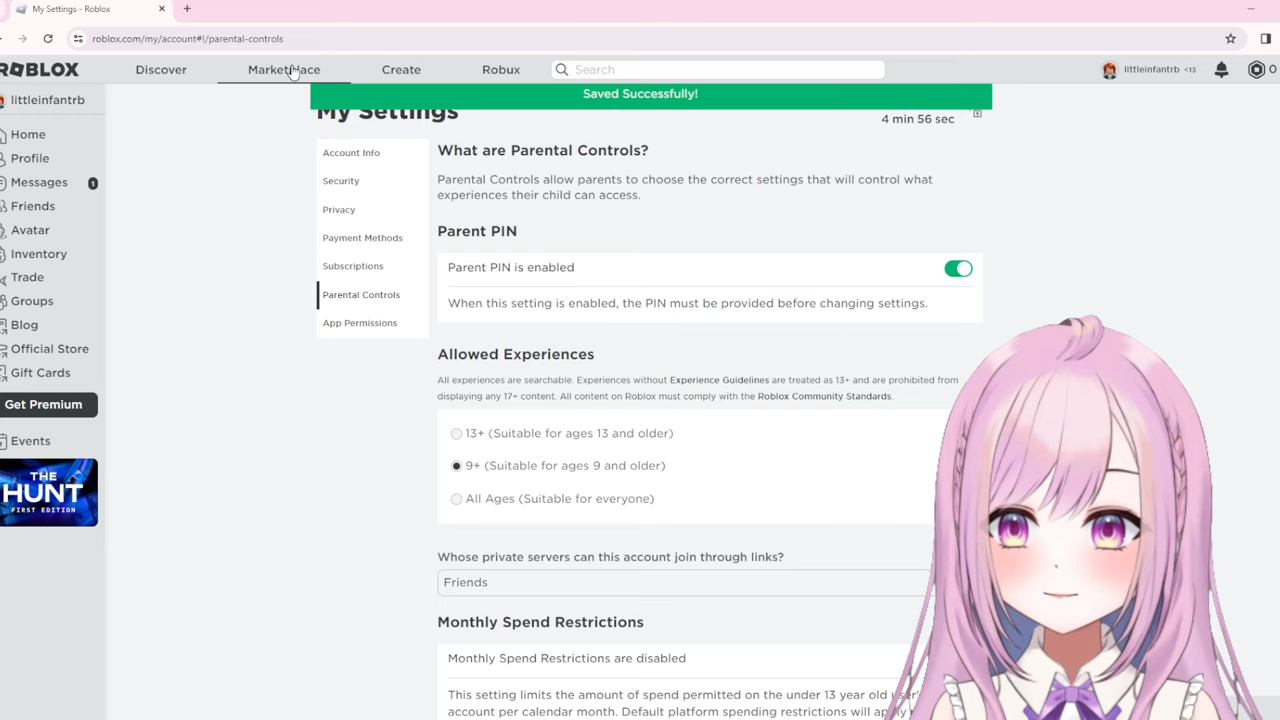 My Settings - Roblox
roblox.com/my/account#!/parental-controls
ROBLOX
Discover
Marketplace
Create
Robux
Search
littleinfantrb <13
0
littleinfantrb
Home
Profile
Messages
1
Friends
Avatar
Inventory
Trade
Groups
Blog
Official Store
Gift Cards
Get Premium
Events
THE
HUNT
FIRST EDITION
Saved Successfully!
My Settings
4 min 56 sec
Account Info
Security
Privacy
Payment Methods
Subscriptions
Parental Controls
App Permissions
What are Parental Controls?
Parental Controls allow parents to choose the correct settings that will control what
experiences their child can access.
Parent PIN
Parent PIN is enabled
When this setting is enabled, the PIN must be provided before changing settings.
Allowed Experiences
All experiences are searchable. Experiences without Experience Guidelines are treated as 13+ and are prohibited from
displaying any 17+ content. All content on Roblox must comply with the Roblox Community Standards.
13+ (Suitable for ages 13 and older)
9+ (Suitable for ages 9 and older)
All Ages (Suitable for everyone)
Whose private servers can this account join through links?
Friends
Monthly Spend Restrictions
Monthly Spend Restrictions are disabled
This setting limits the amount of spend permitted on the under 13 year old user's
account per calendar month. Default platform spending restrictions will apply